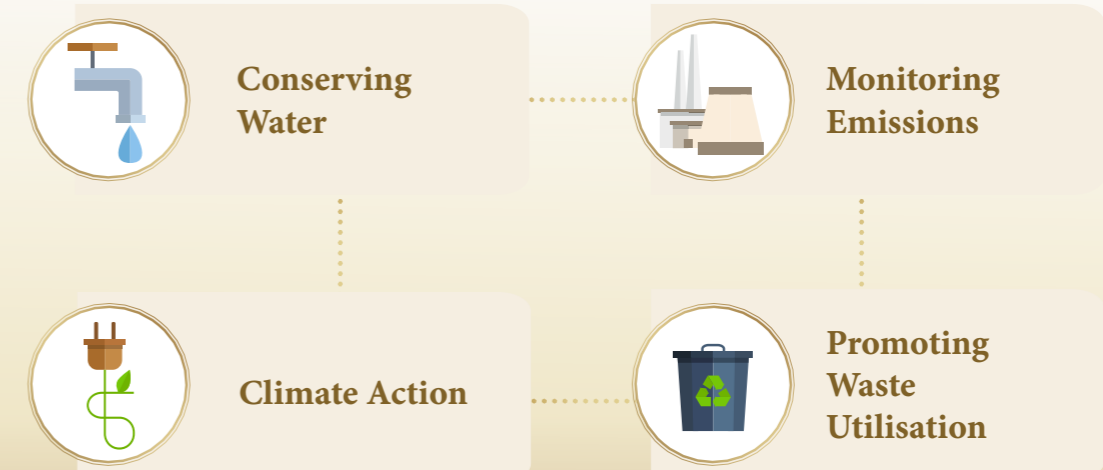 Conserving
Water
Monitoring
Emissions
Climate Action
Promoting
Waste
Utilisation